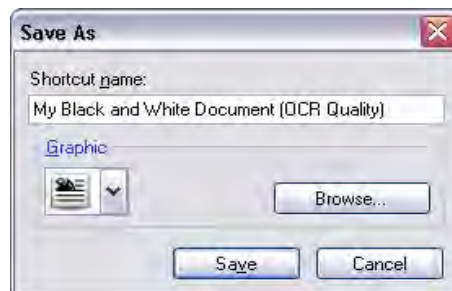 Save As
Shortcut name:
My Black and White Document (OCR Quality)
Graphic
Browse...
Save Cancel